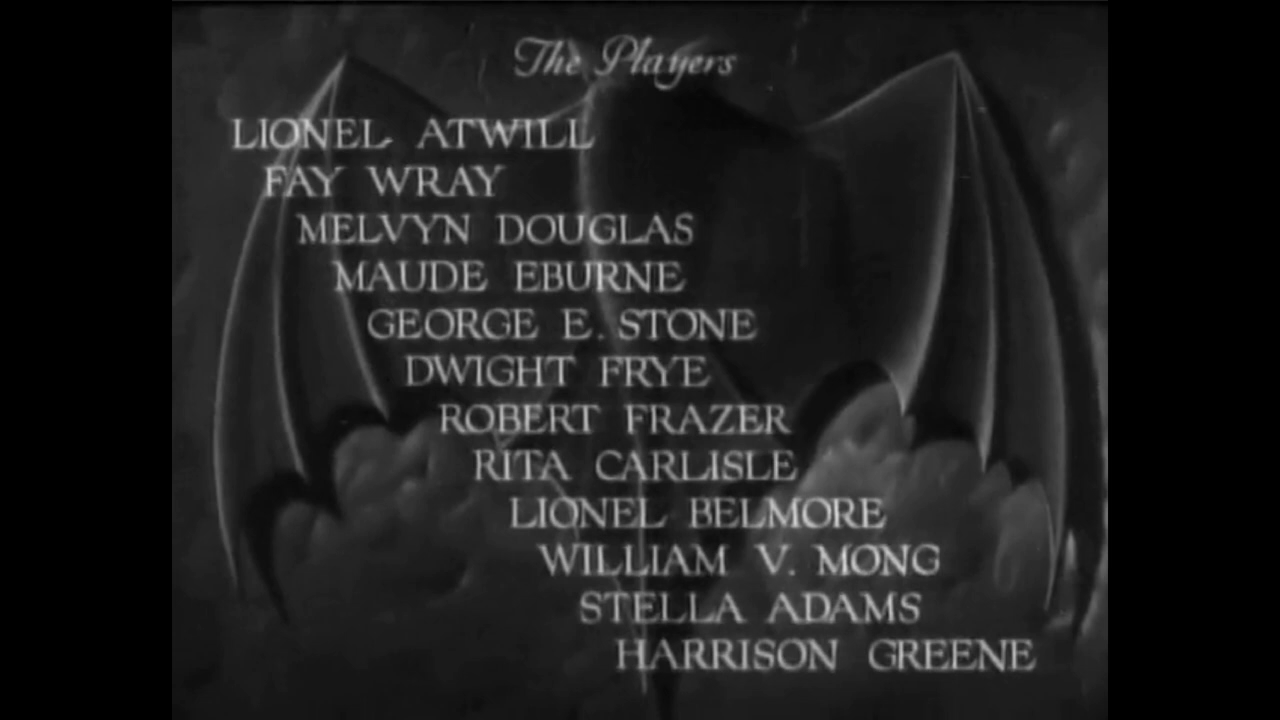 The Players
LIONEL ATWILL
FAY WRAY
MELVYN DOUGLAS
MAUDE EBURNE
GEORGE E. STONE
DWIGHT FRYE
ROBERT FRAZER
RITA CARLISLE
LIONEL BELMORE
WILLIAM V. MONG
STELLA ADAMS
HARRISON GREENE